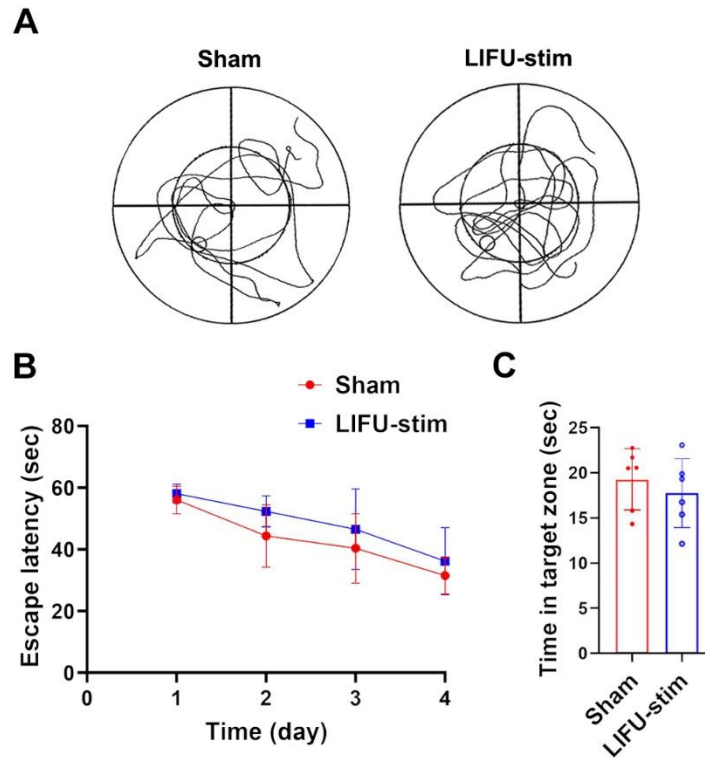 A
Sham
LIFU-stim
B
Sham
LIFU-stim
Escape latency (sec)
80
60
40
20
0
0
1
2
3
4
Time (day)
C
Time in target zone (sec)
25
20
15
10
5
0
Sham
LIFU-stim